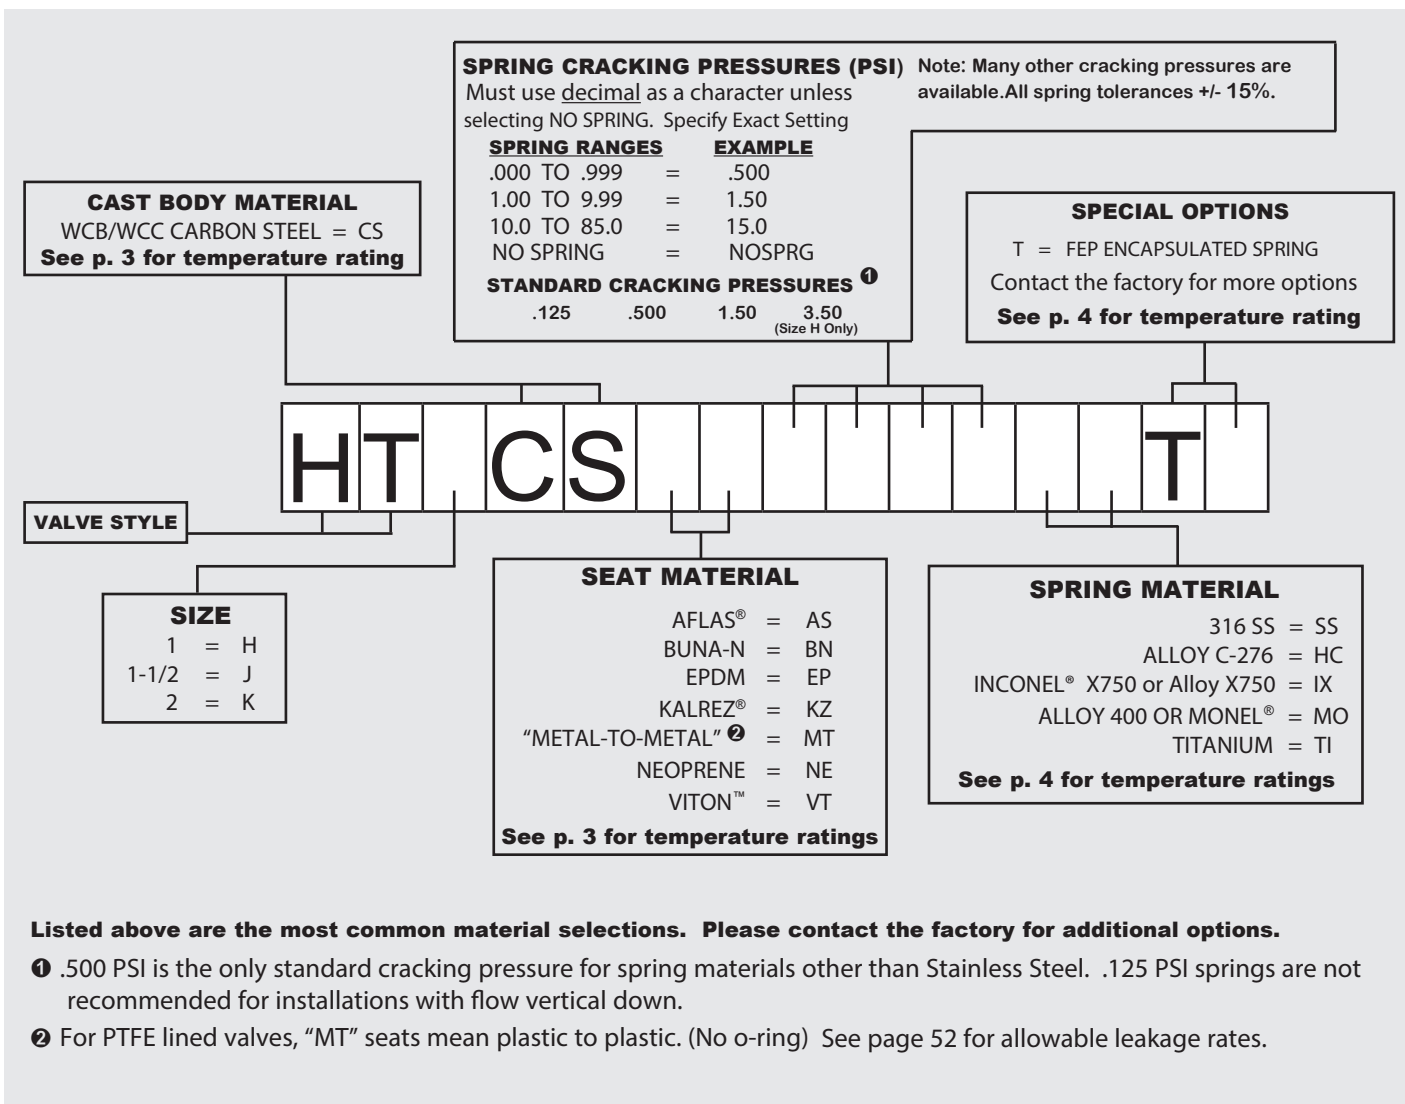 SPRING CRACKING PRESSURES (PSI)
Must use decimal as a character unless
selecting NO SPRING. Specify Exact Setting
SPRING RANGES EXAMPLE
.000 TO .999 = .500
1.00 TO 9.99 = 1.50
10.0 TO 85.0 = 15.0
NO SPRING = NOSPRG
STANDARD CRACKING PRESSURES ❶
.125 .500 1.50 3.50
(Size H Only)
Note: Many other cracking pressures are
available.All spring tolerances +/- 15%.
CAST BODY MATERIAL
WCB/WCC CARBON STEEL = CS
See p. 3 for temperature rating
SPECIAL OPTIONS
T = FEP ENCAPSULATED SPRING
Contact the factory for more options
See p. 4 for temperature rating
H T C S T
VALVE STYLE
SIZE
1 = H
1-1/2 = J
2 = K
SEAT MATERIAL
AFLAS® = AS
BUNA-N = BN
EPDM = EP
KALREZ® = KZ
“METAL-TO-METAL” ❷ = MT
NEOPRENE = NE
VITON™ = VT
See p. 3 for temperature ratings
SPRING MATERIAL
316 SS = SS
ALLOY C-276 = HC
INCONEL® X750 or Alloy X750 = IX
ALLOY 400 OR MONEL® = MO
TITANIUM = TI
See p. 4 for temperature ratings
Listed above are the most common material selections. Please contact the factory for additional options.
❶ .500 PSI is the only standard cracking pressure for spring materials other than Stainless Steel. .125 PSI springs are not
recommended for installations with flow vertical down.
❷ For PTFE lined valves, “MT” seats mean plastic to plastic. (No o-ring) See page 52 for allowable leakage rates.